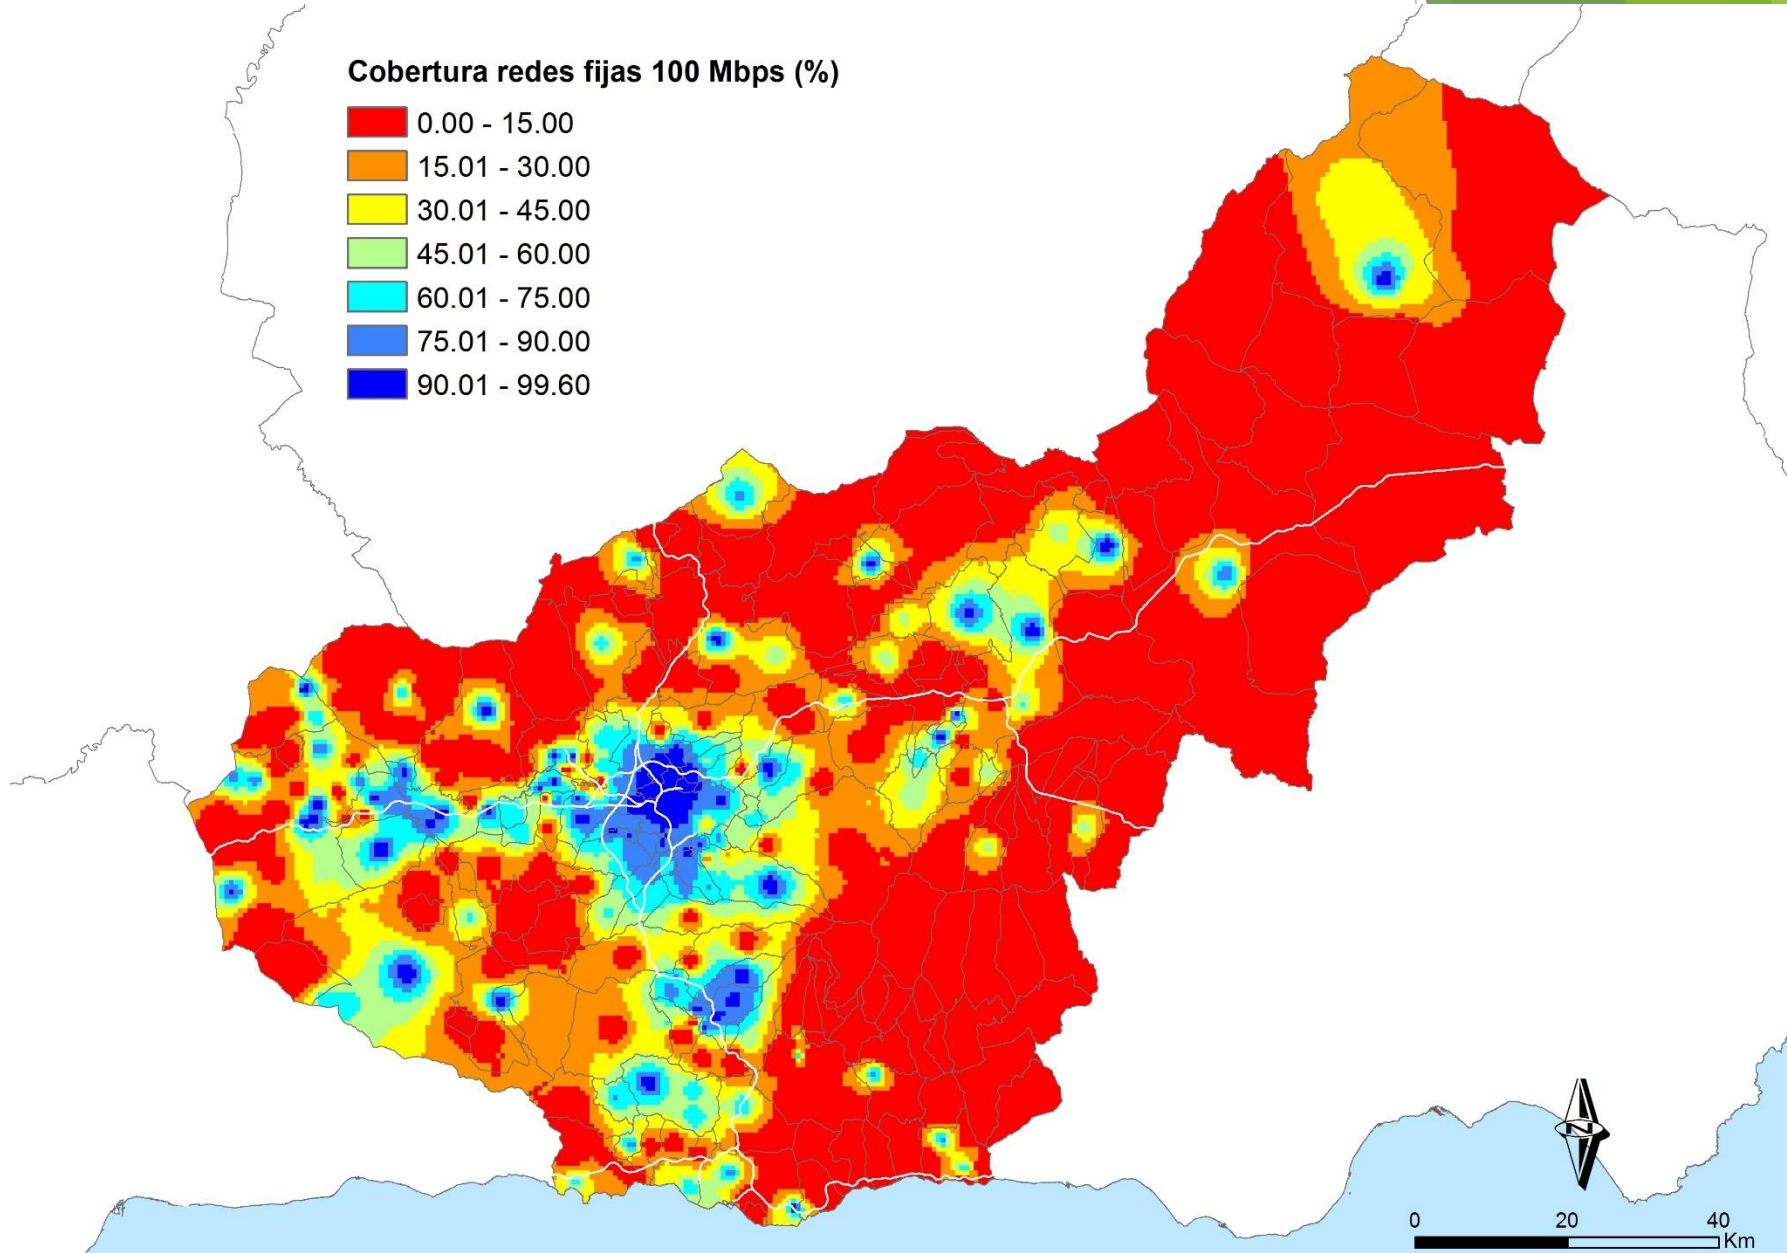 Cobertura redes fijas 100 Mbps (%)
0.00 - 15.00
15.01 - 30.00
30.01 - 45.00
45.01 - 60.00
60.01 - 75.00
75.01 - 90.00
90.01 - 99.60
N
0 20 40
Km